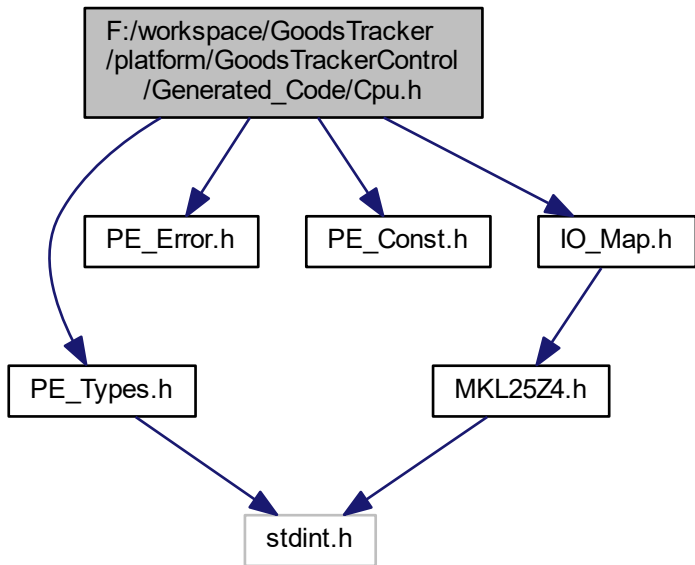 F:/workspace/GoodsTracker
/platform/GoodsTrackerControl
/Generated_Code/Cpu.h
PE_Error.h
PE_Const.h
IO_Map.h
PE_Types.h
MKL25Z4.h
stdint.h